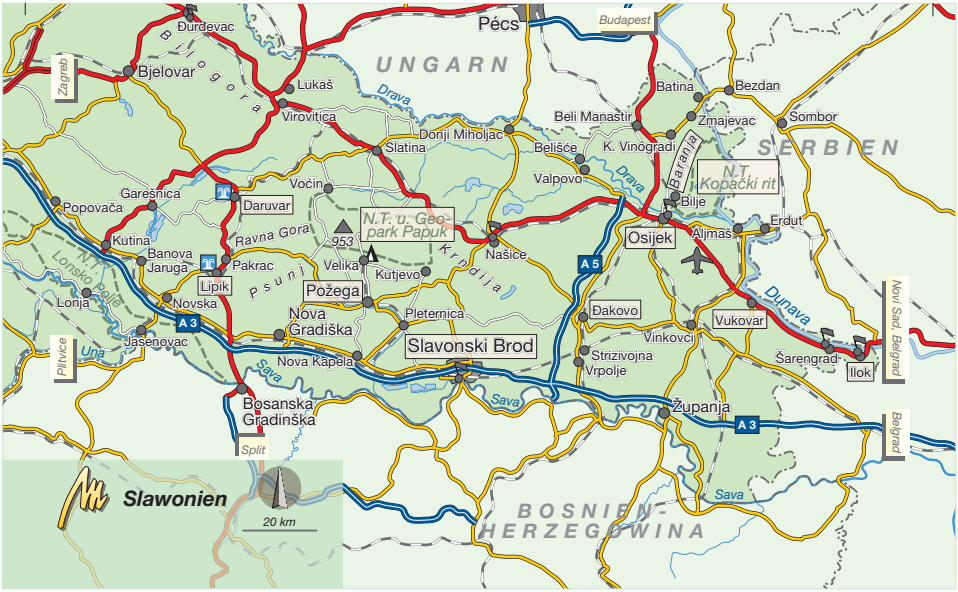 Pécs
Budapest
Đurđevac
Bilogora
Zagreb
Bjelovar
UNGARN
Lukaš
Drava
Virovitica
Batina
Bezdan
Beli Manastir
Zmajevac
Sombor
Donji Miholjac
K. Vinogradi
SERBIEN
Slatina
Belišće
Baranja
Valpovo
Drava
N.T.
Kopački rit
Voćin
Garešnica
Daruvar
Popovača
Bilje
N.T. u. Geo-
park Papuk
Erdut
Aljmaš
Osijek
Kutina
Ravna Gora
953
Krndija
Našice
Banova
Jaruga
Pakrac
Velika
Kutjevo
A 5
N.T.
Lonsko Polje
Lipik
Psunj
Požega
Dunava
Novi Sad, Belgrad
Lonja
Novska
A 3
Nova
Gradiška
Pleternica
Đakovo
Vukovar
Jasenovac
Vinkovci
Una
Plitvice
Nova Kapela
Slavonski Brod
Strizivojna
Vrpolje
Šarengrad
Ilok
Sava
Sava
Bosanska
Gradinška
Županja
A 3
Belgrad
Split
Sava
Slawonien
20 km
BOSNIEN-
HERZEGOWINA